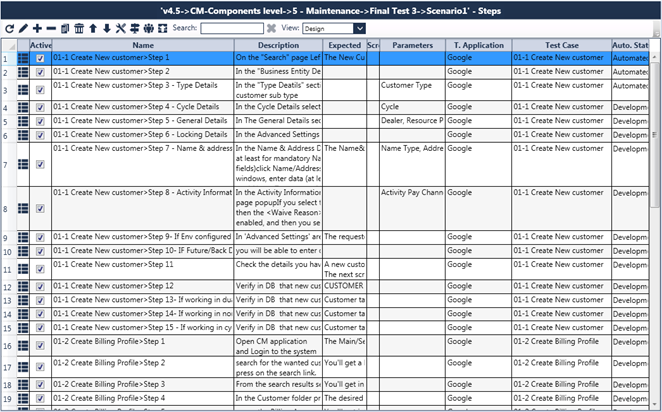 'v4.5-> CM-Components level->5 - Maintenance->Final Test 3->Scenario1' - Steps
Search: View: Design
Active Name Description Expected Scr Parameters T. Application Test Case Auto. Stat
1 01-1 Create New customer>Step 1 On the "Search" page Lef The New Cu Google 01-1 Create New customer Automated
2 01-1 Create New customer>Step 2 In the "Business Entity De Google 01-1 Create New customer Automated
3 01-1 Create New customer>Step 3 - Type Details In the "Type Deatils" secti Customer Type Google 01-1 Create New customer Automated
customer sub type
4 01-1 Create New customer>Step 4 - Cycle Details In the Cycle Details select Cycle Google 01-1 Create New customer Developm
5 01-1 Create New customer>Step 5 - General Details In The General Details sec Dealer, Resource P Google 01-1 Create New customer Developm
6 01-1 Create New customer>Step 6 - Locking Details In the Advanced Settings Google 01-1 Create New customer Developm
7 01-1 Create New customer>Step 7 - Name & address In the Name & Address D The Name& Name Type, Addre Google 01-1 Create New customer Developm
at least for mandatory Na
fields)click Name/Address
windows, enter data (at le
8 01-1 Create New customer>Step 8 - Activity Informat In the Activity Information Activity Pay Chann Google 01-1 Create New customer Developm
page popupIf you select t
then the <Waive Reason>
enabled, and then you se
9 01-1 Create New customer>Step 9- If Env configured In 'Advanced Settings' are The requeste Google 01-1 Create New customer Developm
10 01-1 Create New customer>Step 10- IF Future/Back D you will be able to enter c Google 01-1 Create New customer Developm
11 01-1 Create New customer>Step 11 Check the details you hav A new custo Google 01-1 Create New customer Developm
The next scr
12 01-1 Create New customer>Step 12 Verify in DB that new cus CUSTOMER Google 01-1 Create New customer Developm
13 01-1 Create New customer>Step 13- If working in du Verify in DB that new cus Customer ta Google 01-1 Create New customer Developm
14 01-1 Create New customer>Step 14- If working in no Verify in DB that new cus Customer ta Google 01-1 Create New customer Developm
15 01-1 Create New customer>Step 15 - If working in cy Verify in DB that new cus Customer ta Google 01-1 Create New customer Developm
16 01-2 Create Billing Profile>Step 1 Open CM application The Main/Se Google 01-2 Create Billing Profile Developm
and Login to the system
17 01-2 Create Billing Profile>Step 2 search for the wanted cus You'll get a l Google 01-2 Create Billing Profile Developm
press on the search link.
18 01-2 Create Billing Profile>Step 3 From the search results se You'll get in Google 01-2 Create Billing Profile Developm
19 01-2 Create Billing Profile>Step 4 In the Customer folder pr The desired Google 01-2 Create Billing Profile Developm